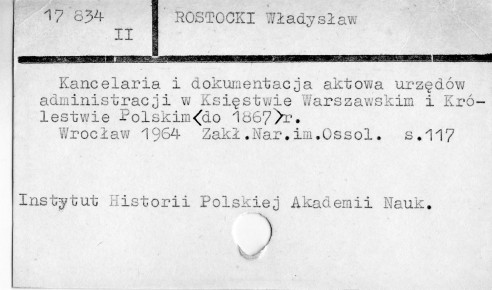 17 834
II
ROSTOCKI Władysław
Kancelaria i dokumentacja aktowa urzędów
administracji w Księstwie Warszawskim i Kró-
lestwie Polskim<do 1867>r.
Wrocław 1964 Zakł.Nar.im.Ossol. s.117
Instytut Historii Polskiej Akademii Nauk.